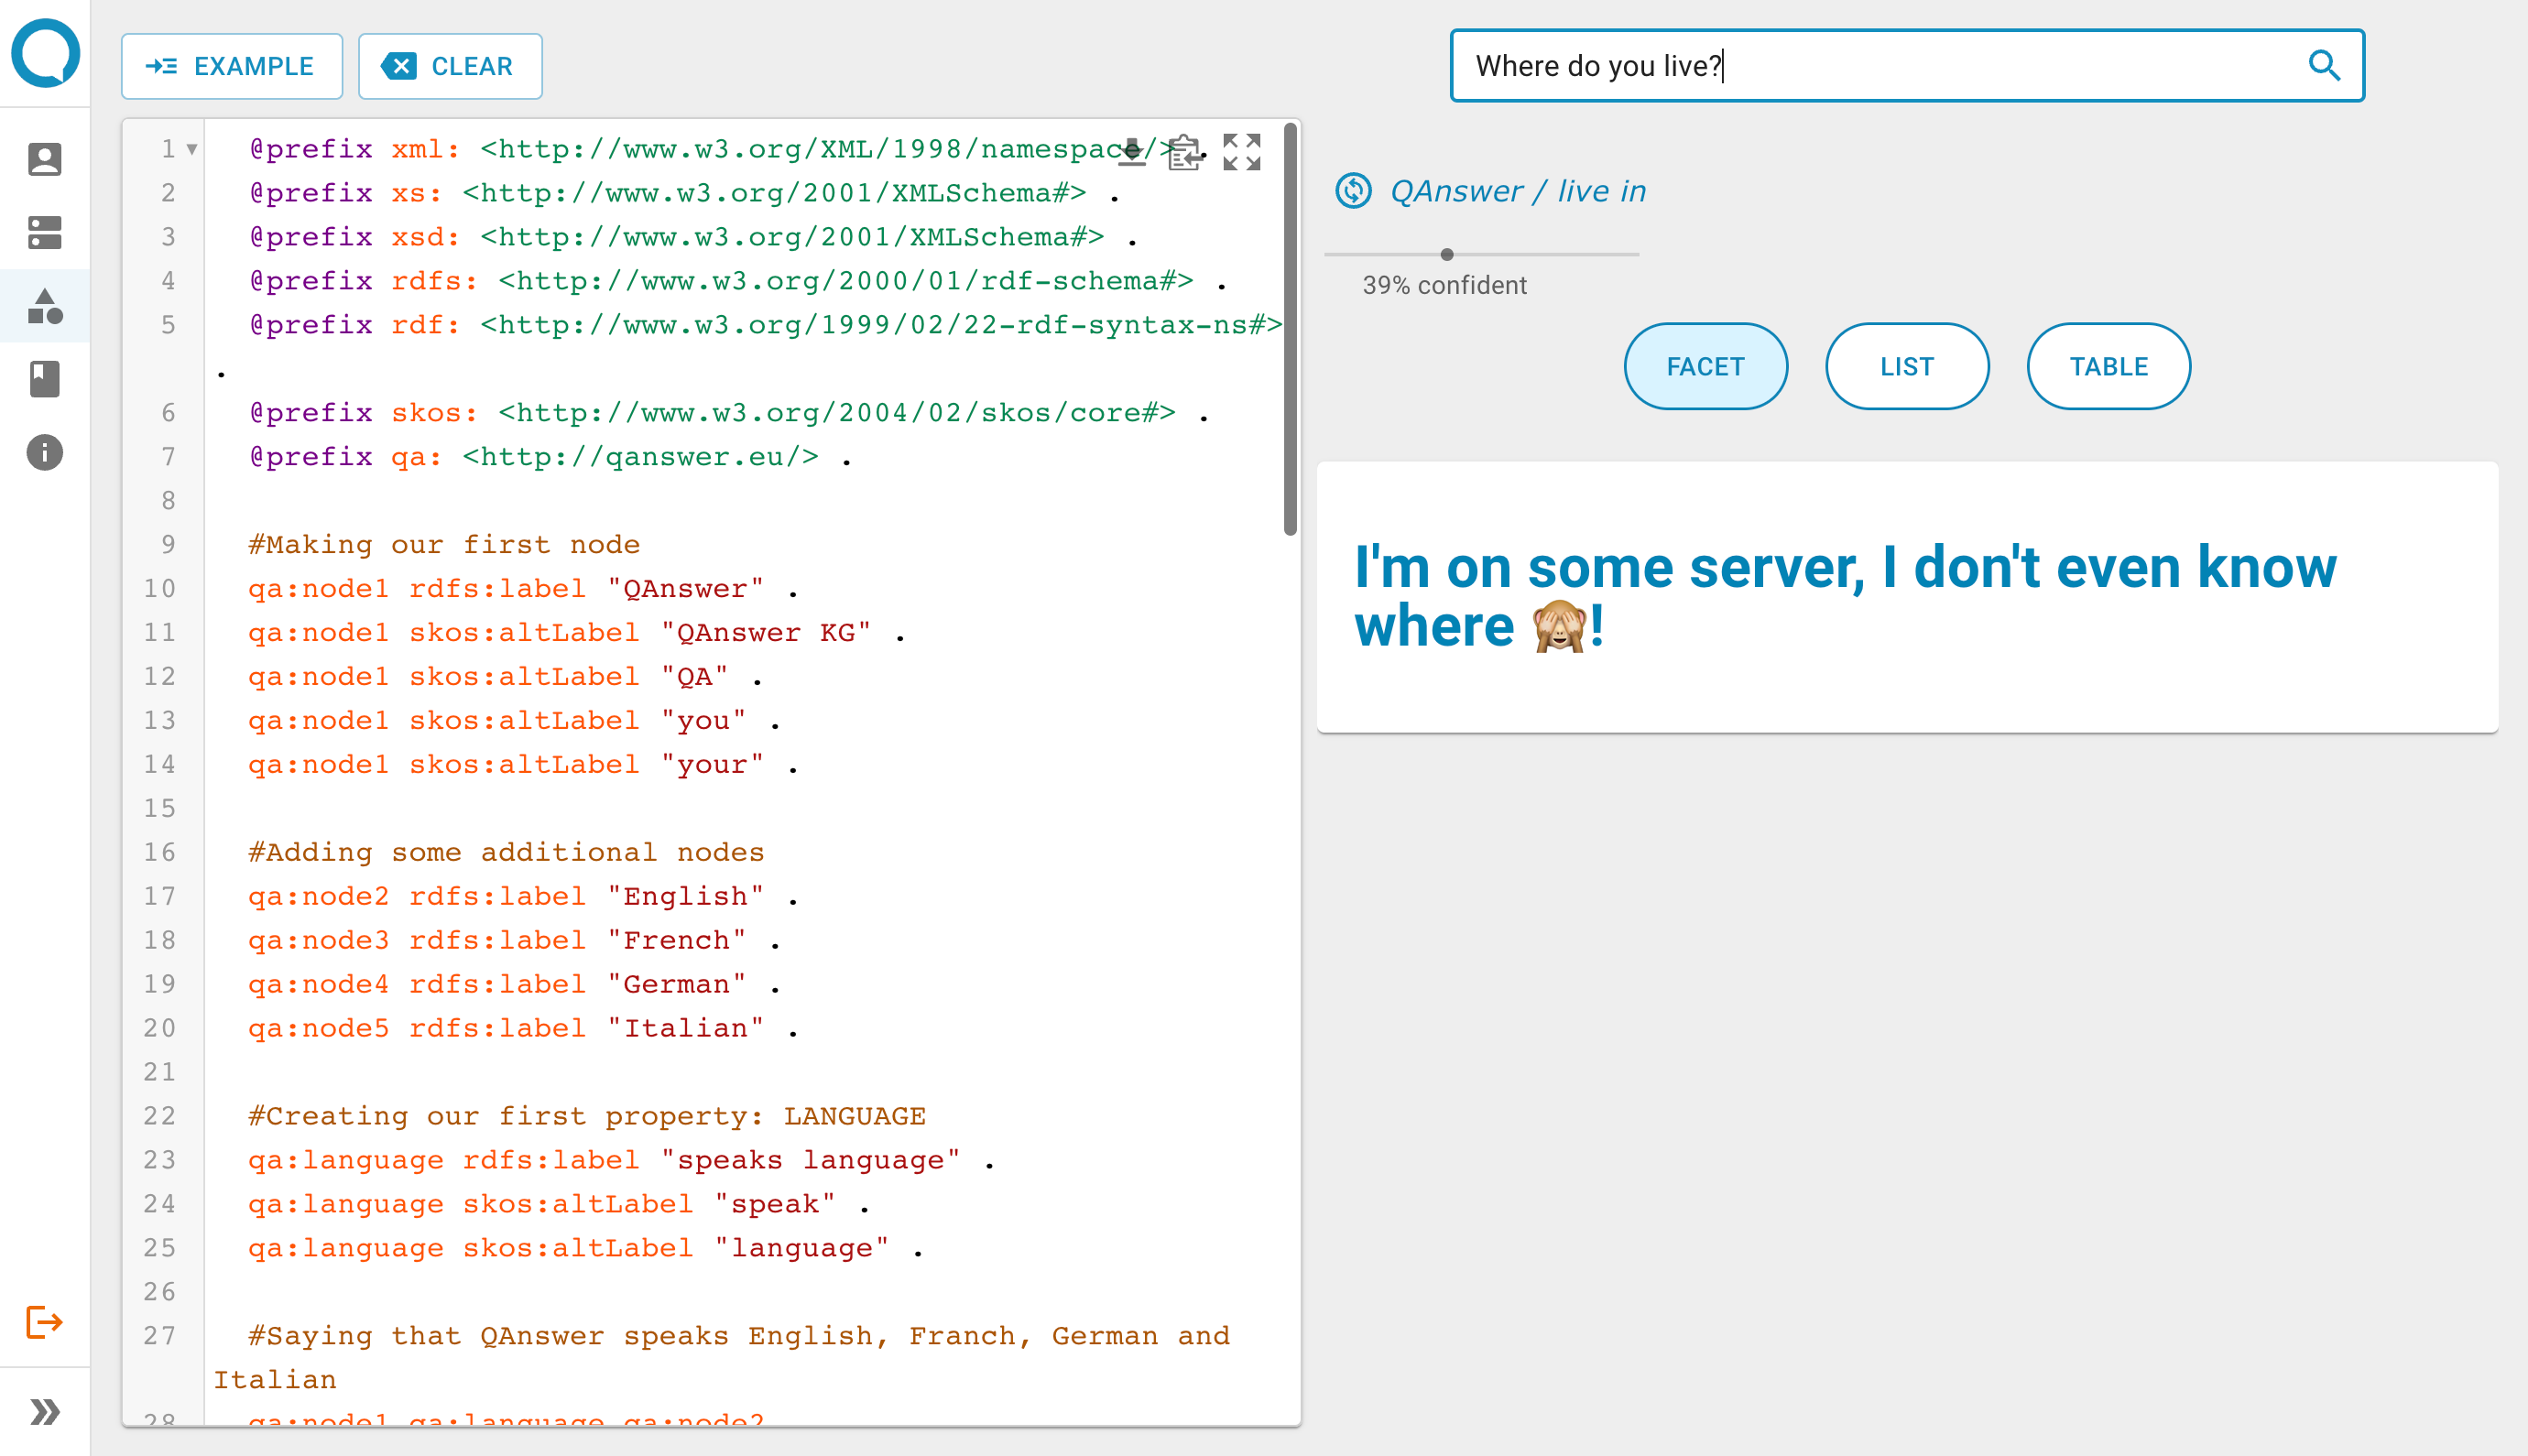 EXAMPLE CLEAR
Where do you live?
1 @prefix xml: <http://www.w3.org/XML/1998/namespace/> .
2 @prefix xs: <http://www.w3.org/2001/XMLSchema#> .
3 @prefix xsd: <http://www.w3.org/2001/XMLSchema#> .
4 @prefix rdfs: <http://www.w3.org/2000/01/rdf-schema#> .
5 @prefix rdf: <http://www.w3.org/1999/02/22-rdf-syntax-ns#>
.
6 @prefix skos: <http://www.w3.org/2004/02/skos/core#> .
7 @prefix qa: <http://qanswer.eu/> .
8
9 #Making our first node
10 qa:node1 rdfs:label "QAnswer" .
11 qa:node1 skos:altLabel "QAnswer KG" .
12 qa:node1 skos:altLabel "QA" .
13 qa:node1 skos:altLabel "you" .
14 qa:node1 skos:altLabel "your" .
15
16 #Adding some additional nodes
17 qa:node2 rdfs:label "English" .
18 qa:node3 rdfs:label "French" .
19 qa:node4 rdfs:label "German" .
20 qa:node5 rdfs:label "Italian" .
21
22 #Creating our first property: LANGUAGE
23 qa:language rdfs:label "speaks language" .
24 qa:language skos:altLabel "speak" .
25 qa:language skos:altLabel "language" .
26
27 #Saying that QAnswer speaks English, Franch, German and
Italian
28 qa:node1 qa:language qa:node2
QAnswer / live in
39% confident
FACET LIST TABLE
I'm on some server, I don't even know
where 🙈!